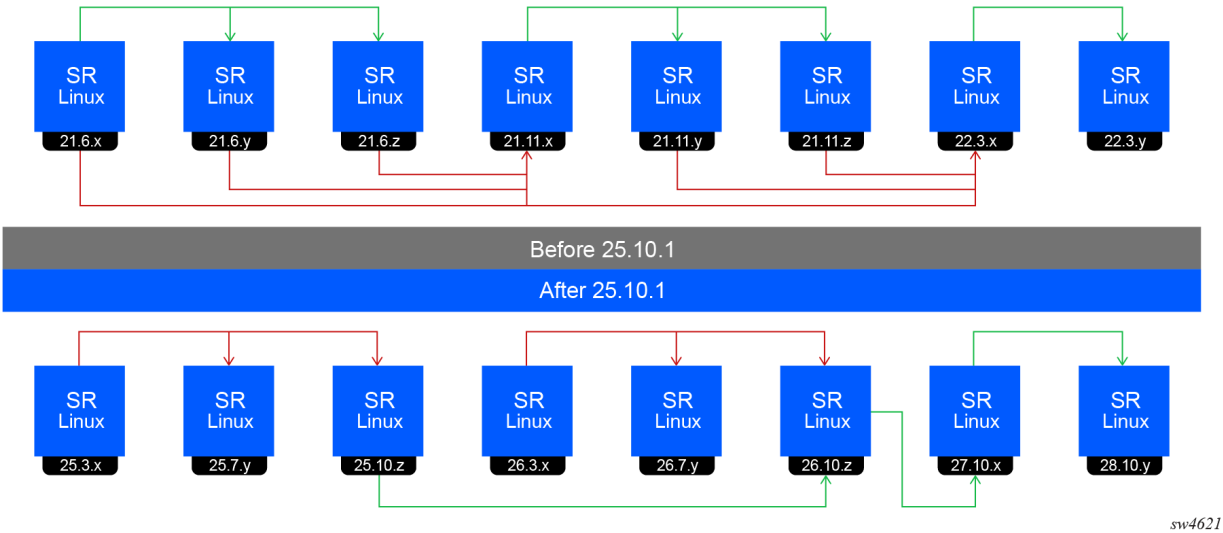 SR
Linux
21.6.x
SR
Linux
21.6.y
SR
Linux
21.6.z
SR
Linux
21.11.x
SR
Linux
21.11.y
SR
Linux
21.11.z
SR
Linux
22.3.x
SR
Linux
22.3.y
Before 25.10.1
After 25.10.1
SR
Linux
25.3.x
SR
Linux
25.7.y
SR
Linux
25.10.z
SR
Linux
26.3.x
SR
Linux
26.7.y
SR
Linux
26.10.z
SR
Linux
27.10.x
SR
Linux
28.10.y
sw4621